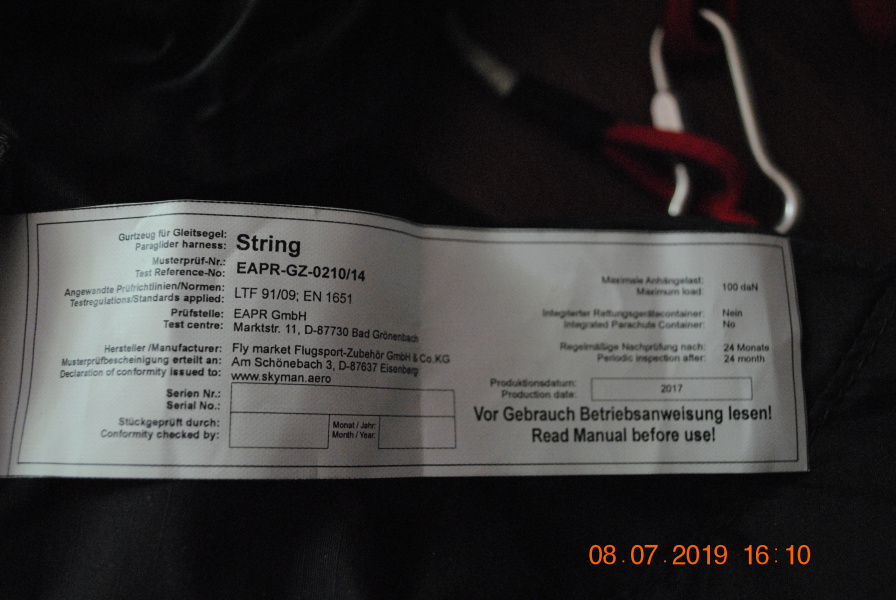 Gurtzeug für Gleitsegel:
Paraglider harness: String
Musterprüf-Nr.:
Test Reference-No: EAPR-GZ-0210/14
Angewandte Prüfrichtlinien/Normen:
Testregulations/Standards applied: LTF 91/09; EN 1651
Prüfstelle: EAPR GmbH
Test centre: Marktstr. 11, D-87730 Bad Grönenbach
Hersteller /Manufacturer: Fly market Flugsport-Zubehör GmbH & Co.KG
Musterprüfbescheinigung erteilt an: Am Schönebach 3, D-87637 Eisenberg
Declaration of conformity issued to: www.skyman.aero
Serien Nr.:
Serial No.:
Stückgeprüft durch: Monat / Jahr:
Conformity checked by: Month / Year:
Maximale Anhängelast: 100 daN
Maximum load:
Integrierter Rettungsgerätecontainer: Nein
Integrated Parachute Container: No
Regelmäßige Nachprüfung nach: 24 Monate
Periodic inspection after: 24 month
Produktionsdatum: 2017
Production date:
Vor Gebrauch Betriebsanweisung lesen!
Read Manual before use!
08.07.2019 16:10